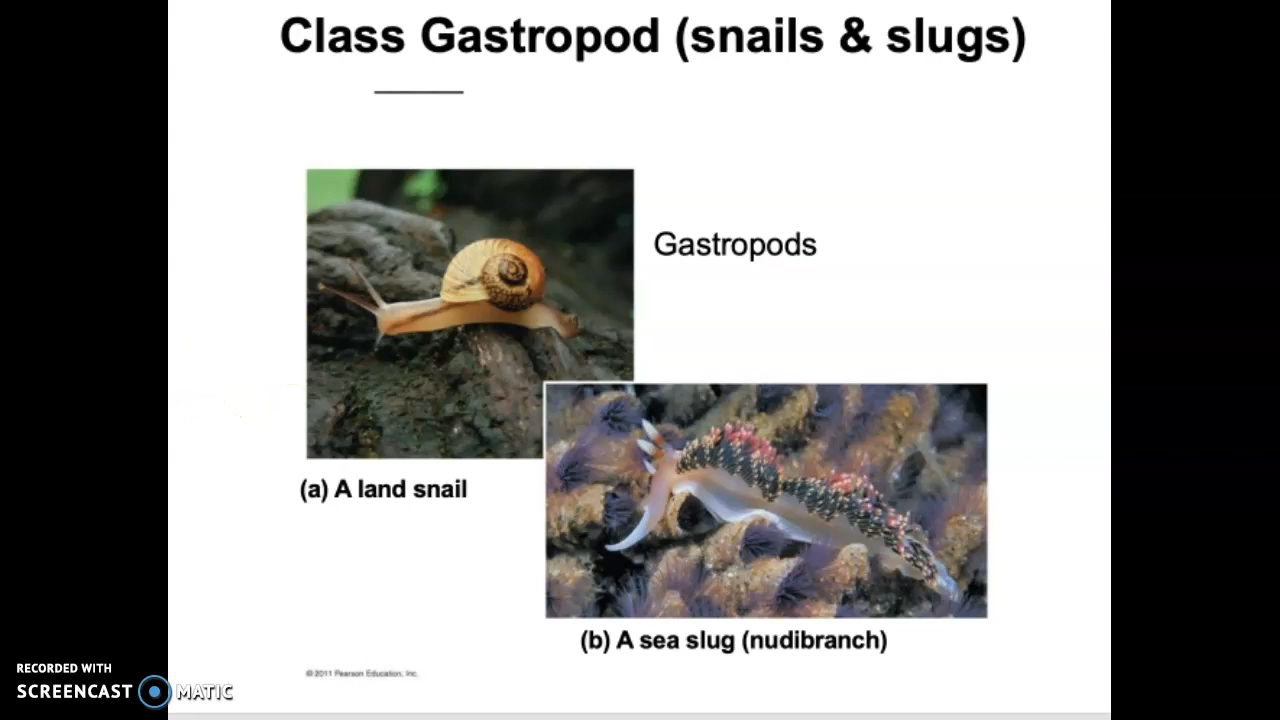 Class Gastropod (snails & slugs)
Gastropods
(a) A land snail
(b) A sea slug (nudibranch)
© 2011 Pearson Education, Inc.
RECORDED WITH
SCREENCAST MATIC